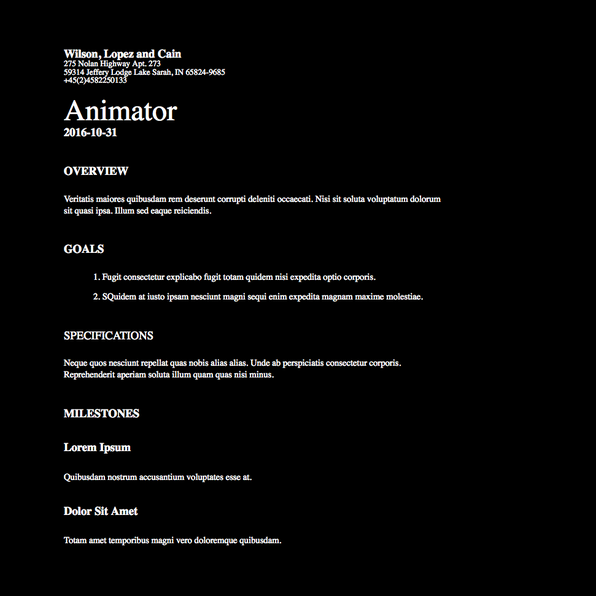 Wilson, Lopez and Cain
275 Nolan Highway Apt. 273
59314 Jeffery Lodge Lake Sarah, IN 65824-9685
+45(2)4582250133
Animator
2016-10-31
OVERVIEW
Veritatis maiores quibusdam rem deserunt corrupti deleniti occaecati. Nisi sit soluta voluptatum dolorum
sit quasi ipsa. Illum sed eaque reiciendis.
GOALS
1. Fugit consectetur explicabo fugit totam quidem nisi expedita optio corporis.
2. SQuidem at iusto ipsam nesciunt magni sequi enim expedita magnam maxime molestiae.
SPECIFICATIONS
Neque quos nesciunt repellat quas nobis alias alias. Unde ab perspiciatis consectetur corporis.
Reprehenderit aperiam soluta illum quam quas nisi minus.
MILESTONES
Lorem Ipsum
Quibusdam nostrum accusantium voluptates esse at.
Dolor Sit Amet
Totam amet temporibus magni vero doloremque quibusdam.